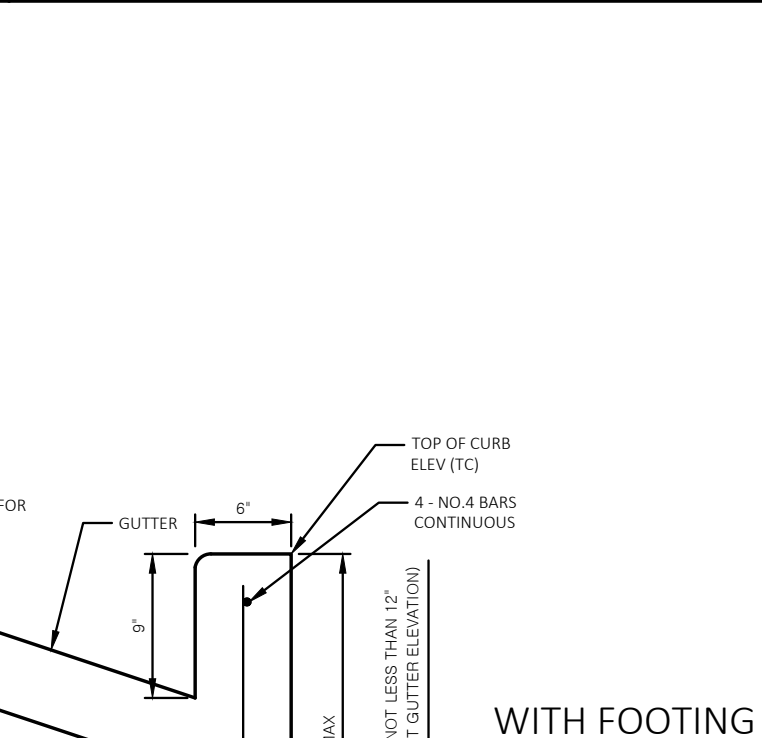 TOP OF CURB
ELEV (TC)
4 - NO.4 BARS
CONTINUOUS
FOR
GUTTER
6"
9"
NOT LESS THAN 12"
T GUTTER ELEVATION)
WITH FOOTING